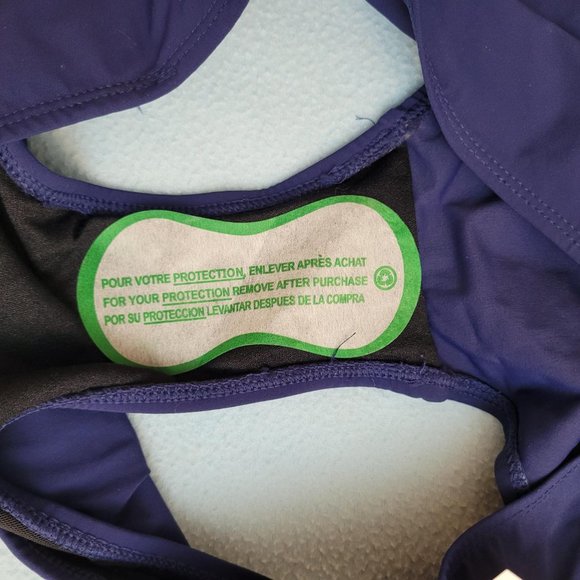 POUR VOTRE PROTECTION, ENLEVER APRÈS ACHAT
FOR YOUR PROTECTION REMOVE AFTER PURCHASE
POR SU PROTECCION LEVANTAR DESPUES DE LA COMPRA